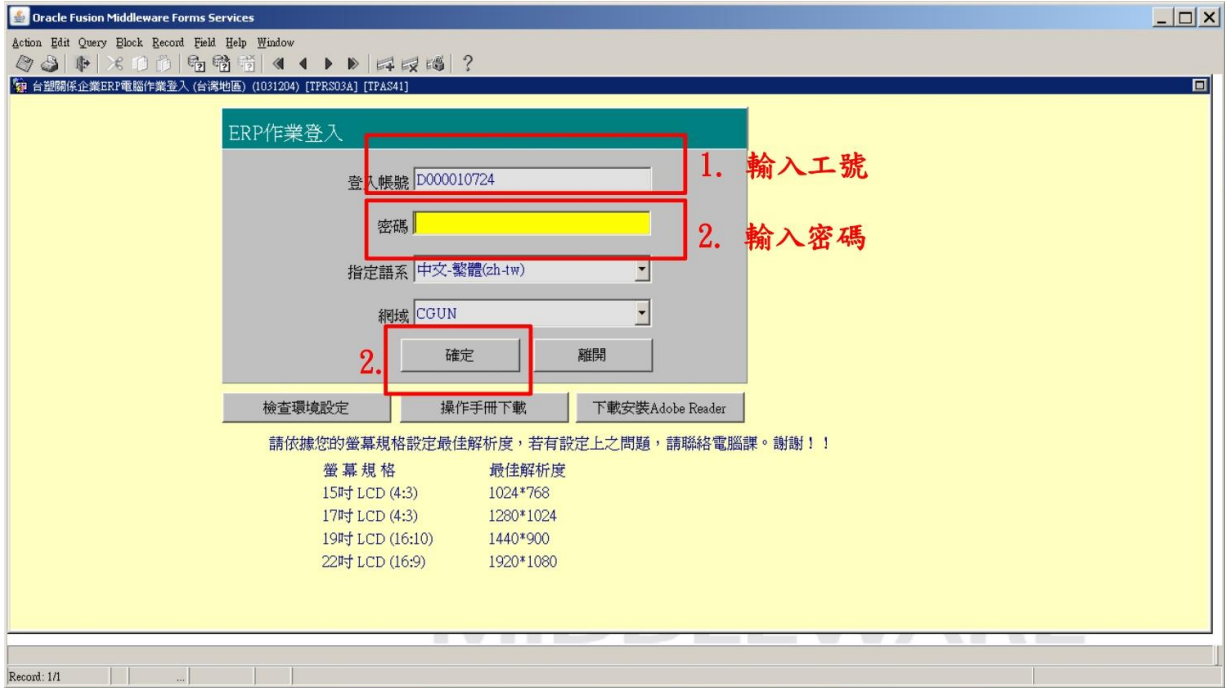 Oracle Fusion Middleware Forms Services
Action Edit Query Block Record Field Help Window
台塑關係企業ERP電腦作業登入 (台灣地區) (1031204) [TPRS03A] [TPAS41]
ERP作業登入
登入帳號 D000010724
1. 輸入工號
密碼
2. 輸入密碼
指定語系 中文-繁體(zh-tw)
網域 CGUN
2. 確定 離開
檢查環境設定 操作手冊下載 下載安裝Adobe Reader
請依據您的螢幕規格設定最佳解析度，若有設定上之問題，請聯絡電腦課。謝謝！！
螢幕規格 最佳解析度
15吋 LCD (4:3) 1024*768
17吋 LCD (4:3) 1280*1024
19吋 LCD (16:10) 1440*900
22吋 LCD (16:9) 1920*1080
MIDDLEWARE
Record: 1/1 ...